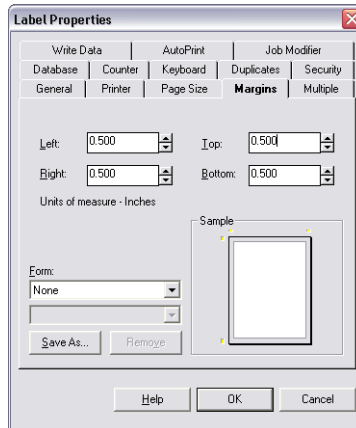 Label Properties
Write Data AutoPrint Job Modifier
Database Counter Keyboard Duplicates Security
General Printer Page Size Margins Multiple
Left: 0.500 Top: 0.500
Right: 0.500 Bottom: 0.500
Units of measure - Inches
Sample
Form:
None
Save As... Remove
Help OK Cancel